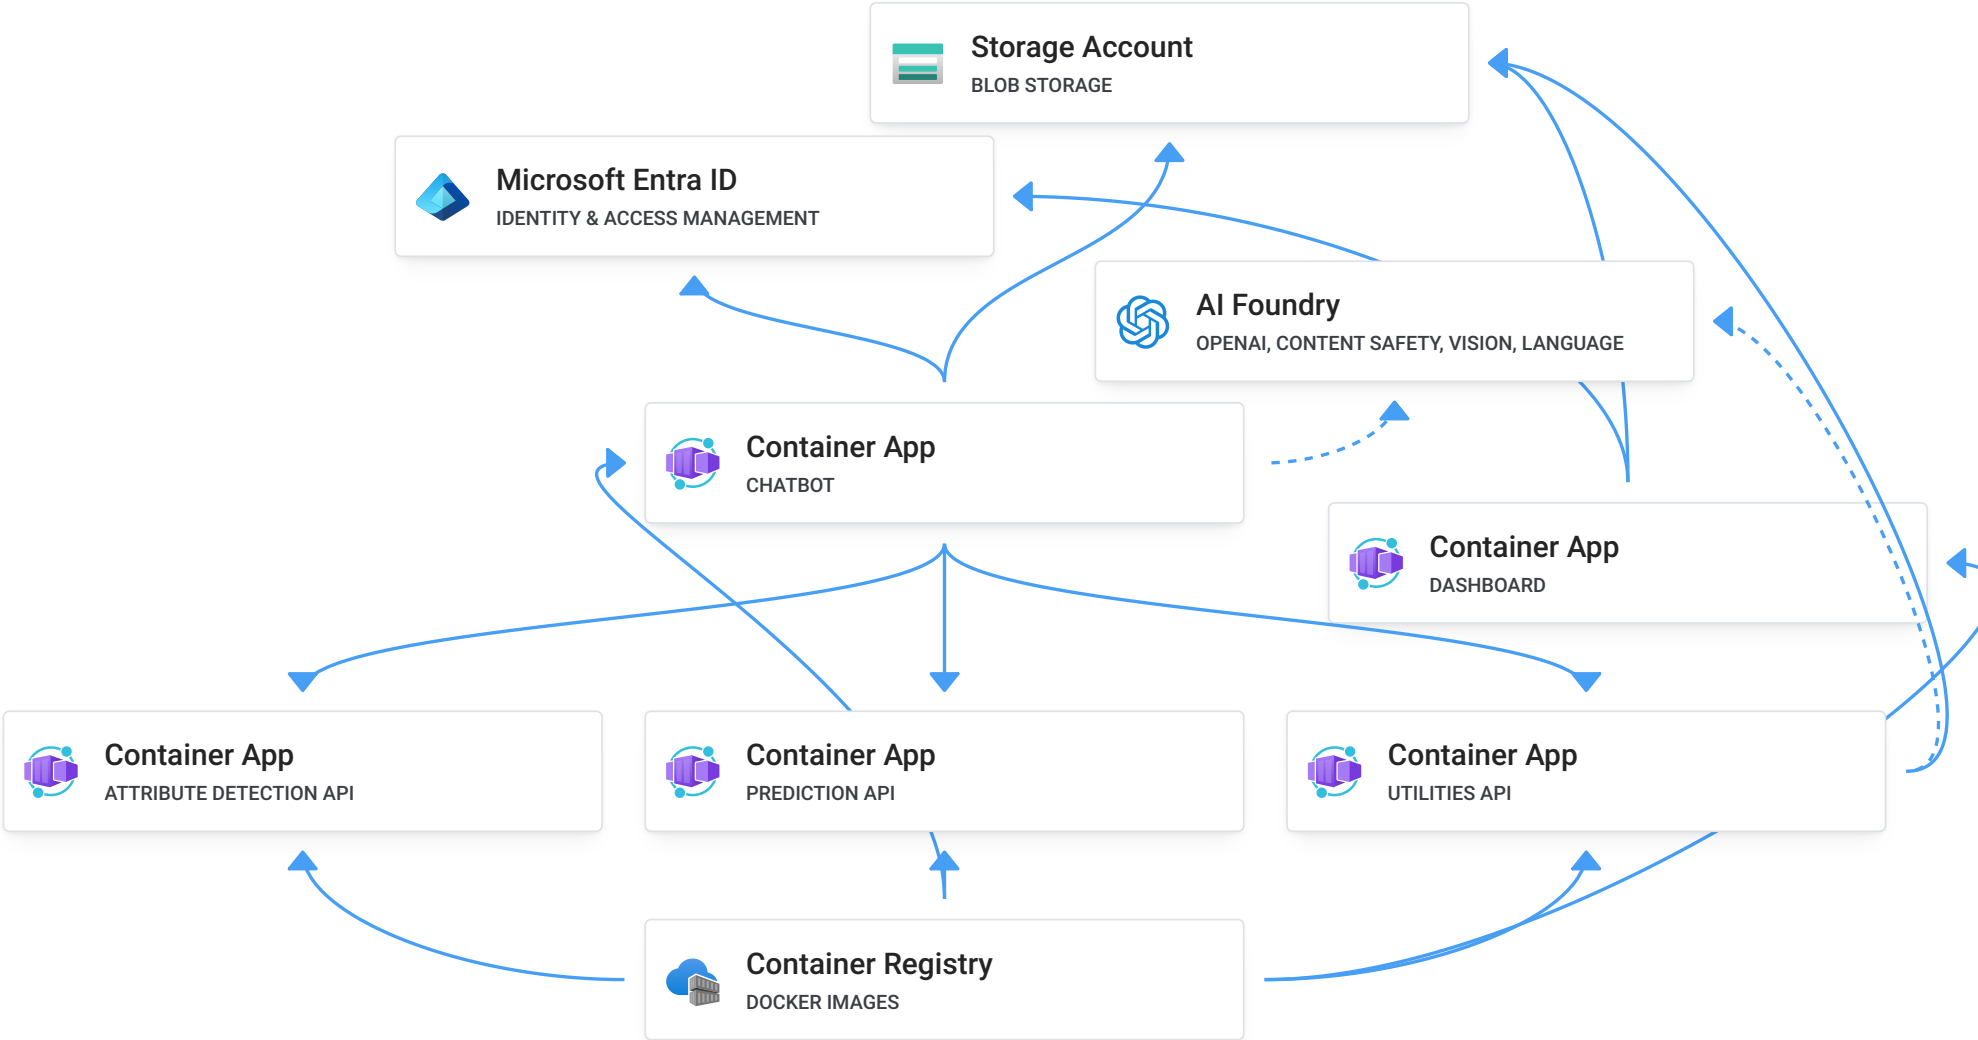 Storage Account
BLOB STORAGE
Microsoft Entra ID
IDENTITY & ACCESS MANAGEMENT
AI Foundry
OPENAI, CONTENT SAFETY, VISION, LANGUAGE
Container App
CHATBOT
Container App
DASHBOARD
Container App
ATTRIBUTE DETECTION API
Container App
PREDICTION API
Container App
UTILITIES API
Container Registry
DOCKER IMAGES